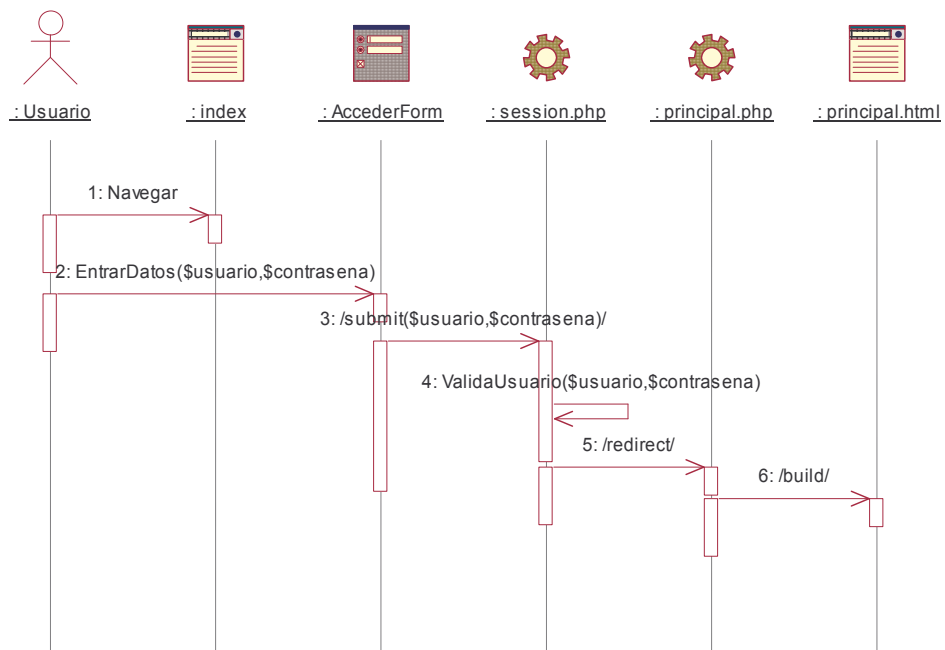 : Usuario
: index
: AccederForm
: session.php
: principal.php
: principal.html
1: Navegar
2: EntrarDatos($usuario,$contrasena)
3: /submit($usuario,$contrasena)/
4: ValidaUsuario($usuario,$contrasena)
5: /redirect/
6: /build/